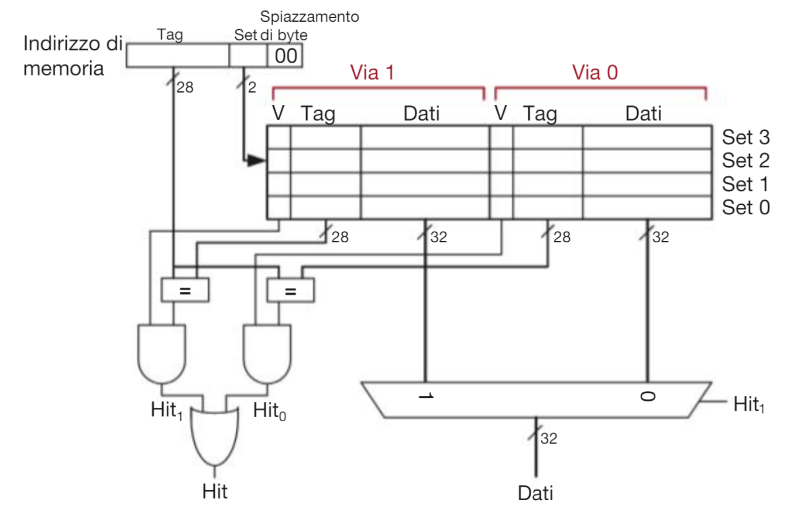 Spiazzamento
Tag Set di byte
Indirizzo di
memoria
00
28 2
Via 1 Via 0
V Tag Dati V Tag Dati
Set 3
Set 2
Set 1
Set 0
28 32 28 32
= =
1 0
Hit₁ Hit₀ Hit₁
32
Hit Dati